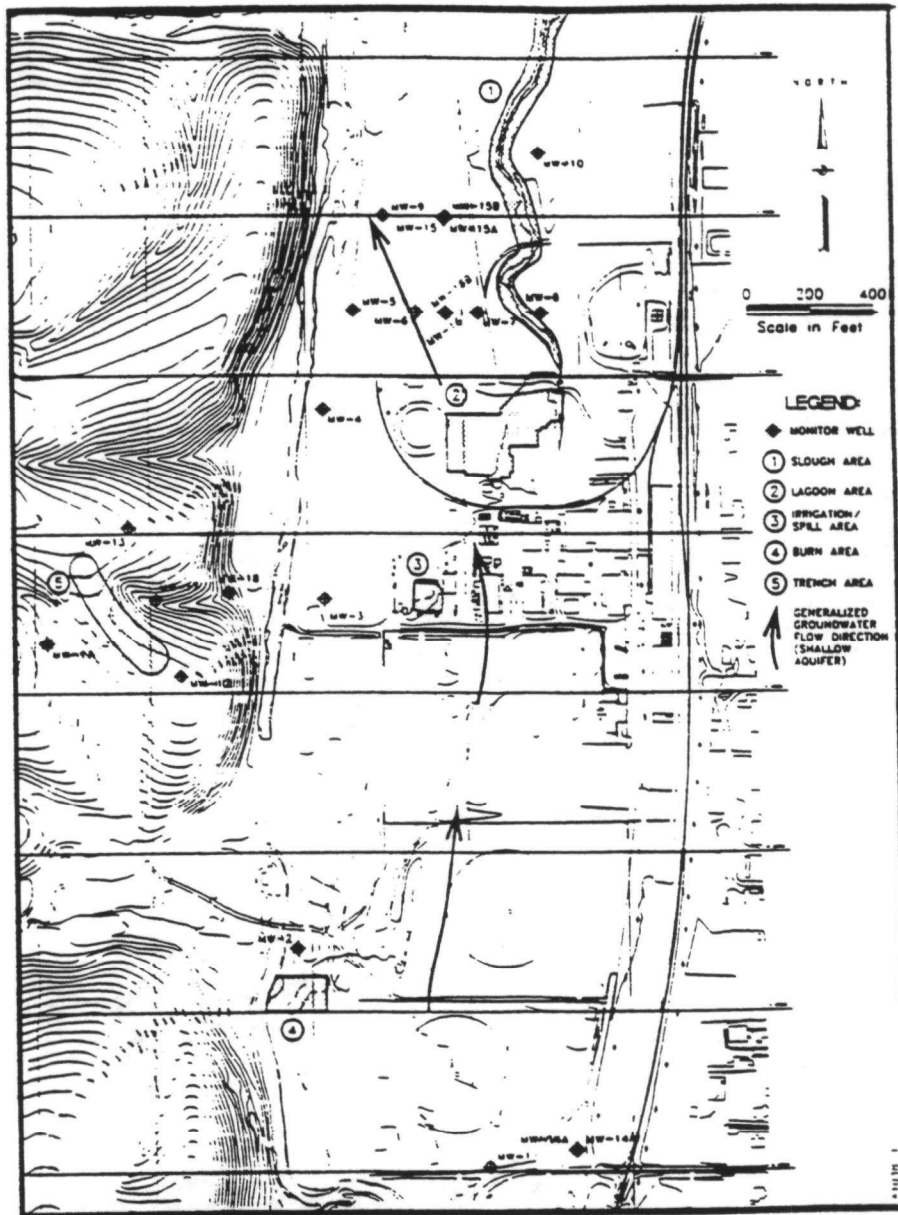 1
NORTH
MW-10
MW-9
MW-15B
MW-15
MW-15A
MW-5
MW-8
MW-6
MW-7
0 200 400
Scale in Feet
2
MW-4
LEGEND:
MONITOR WELL
1 SLOUGH AREA
2 LAGOON AREA
3 IRRIGATION/
SPILL AREA
4 BURN AREA
5 TRENCH AREA
GENERALIZED
GROUNDWATER
FLOW DIRECTION
(SHALLOW
AQUIFER)
MW-13
3
5
MW-3
MW-2
4
MW-14A
MW-1